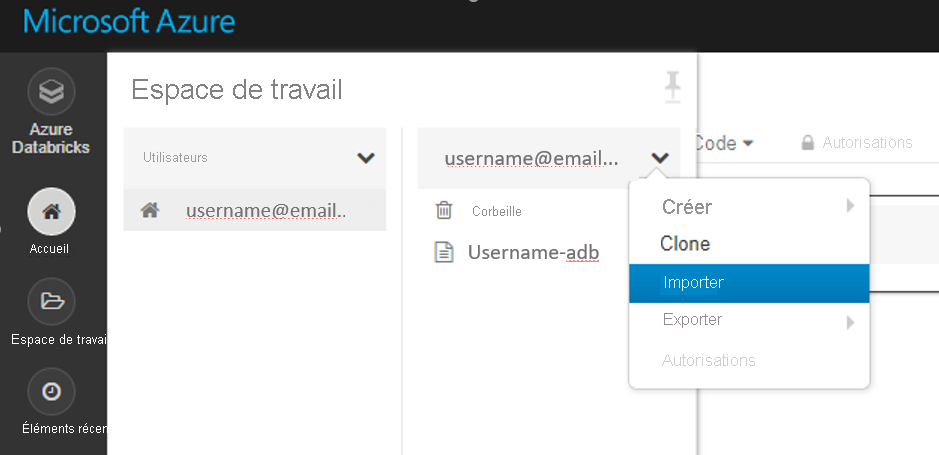 Microsoft Azure
Azure
Databricks
Accueil
Espace de travai
Éléments récer
Espace de travail
Utilisateurs
username@email..
username@email...
Corbeille
Username-adb
Code
Autorisations
Créer
Clone
Importer
Exporter
Autorisations